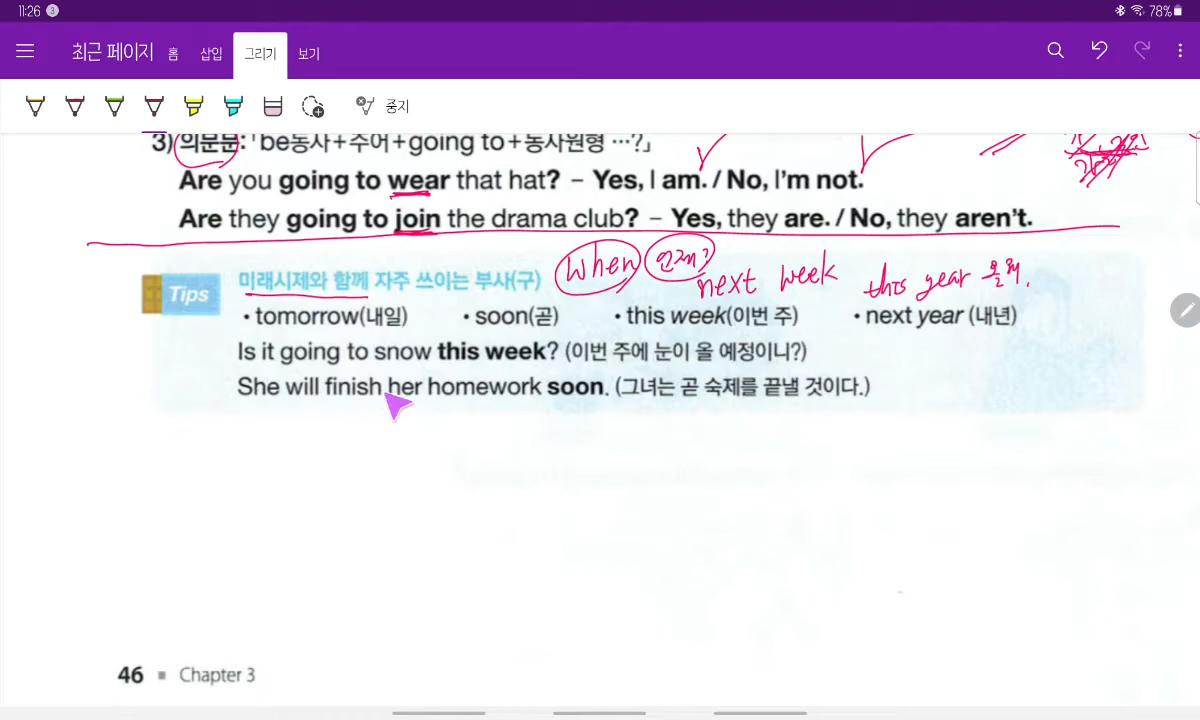 11:26 3 78%
최근 페이지 홈 삽입 그리기 보기
중지
3) 의문문: 「be동사+주어+going to+동사원형 …?」
Are you going to wear that hat? – Yes, I am. / No, I'm not.
Are they going to join the drama club? – Yes, they are. / No, they aren't.
when 언제?
next week this year 올해.
Tips 미래시제와 함께 자주 쓰이는 부사(구)
• tomorrow(내일) • soon(곧) • this week(이번 주) • next year (내년)
Is it going to snow this week? (이번 주에 눈이 올 예정이니?)
She will finish her homework soon. (그녀는 곧 숙제를 끝낼 것이다.)
46 ■ Chapter 3